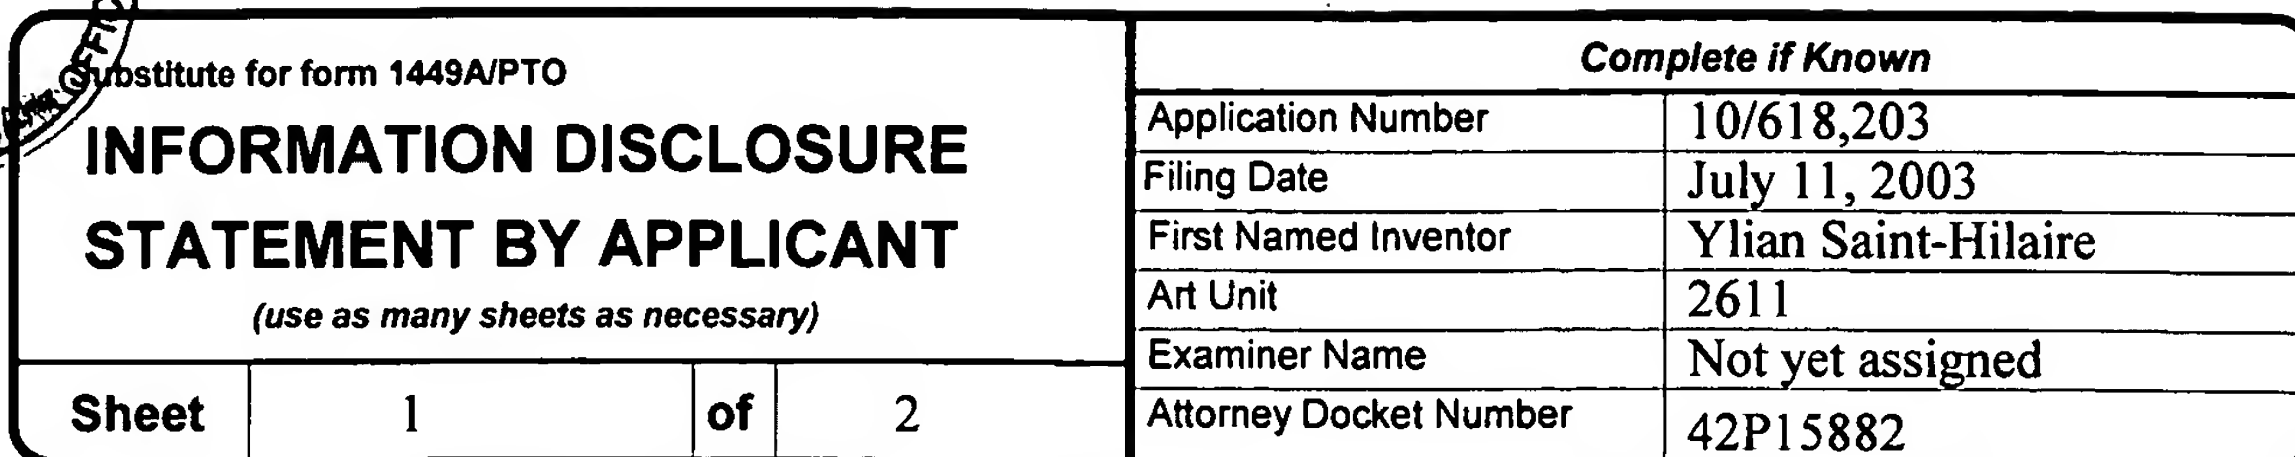 Substitute for form 1449A/PTO
INFORMATION DISCLOSURE
STATEMENT BY APPLICANT
(use as many sheets as necessary)
Sheet 1 of 2
Complete if Known
Application Number 10/618,203
Filing Date July 11, 2003
First Named Inventor Ylian Saint-Hilaire
Art Unit 2611
Examiner Name Not yet assigned
Attorney Docket Number 42P15882